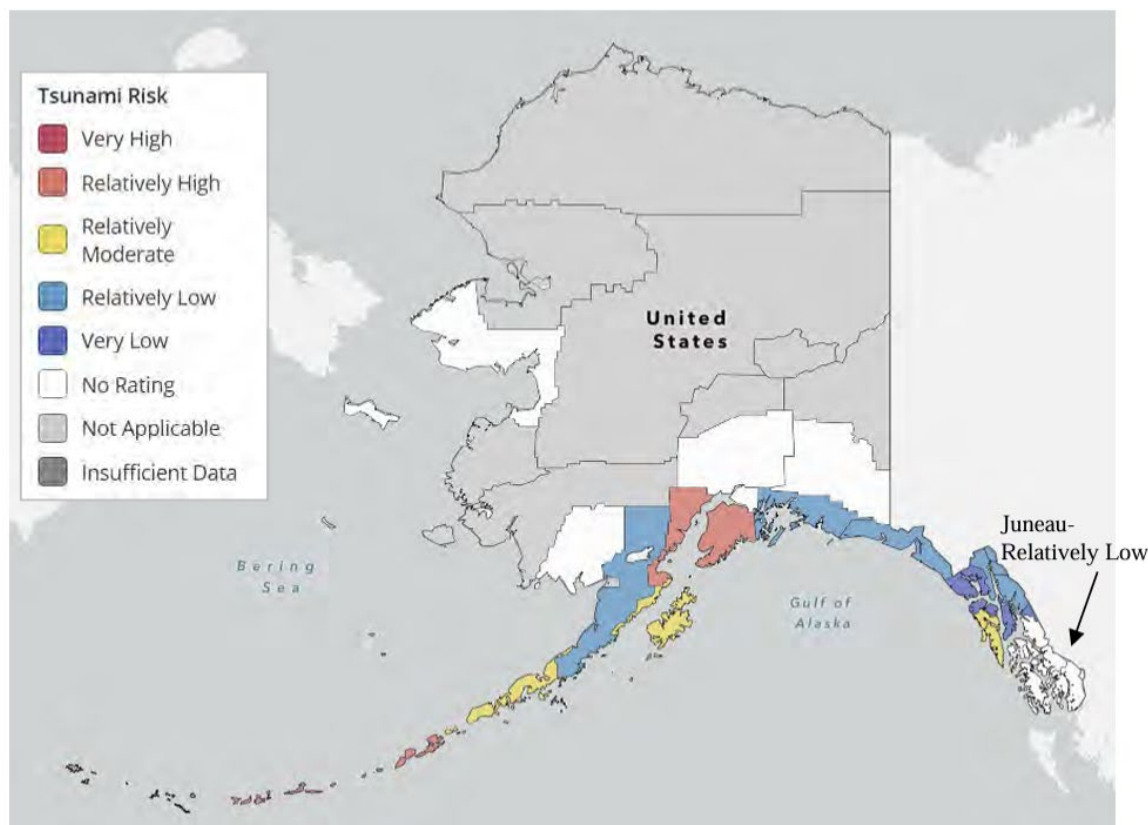 Tsunami Risk
Very High
Relatively High
Relatively
Moderate
Relatively Low
Very Low
No Rating
Not Applicable
Insufficient Data
United
States
Bering
Sea
Gulf of
Alaska
Juneau-
Relatively Low